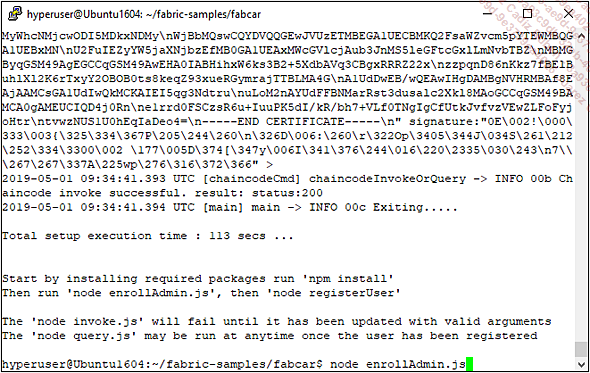 hyperuser@Ubuntu1604: ~/fabric-samples/fabcar
MyWhcNMjcwODI5MDkxNDMy\nWjBbMQswCQYDVQQGEwJVUzETMBEGA1UECBMKQ2FsaWZvcm5pYTEWMBQG
A1UEBxMN\nU2FuIEZyYW5jaXNjbzEfMB0GA1UEAxMWcGVlcjAub3JnMS5leGFtcGxlLmNvbTBZ\nMBMG
ByqGSM49AgEGCCqGSM49AwEHA0IABHihxW6ks3B2+5XdbAVq3CBgxRRRZ22x\nzzpqnD86nKkz7fBElB
uhlXl2K6rTxyY2OBOB0ts8keqZ93xueRGymrajTTBLMA4G\nA1UdDwEB/wQEAwIHgDAMBgNVHRMBAf8E
AjAAMCsGA1UdIwQkMCKAIEI5qg3Ndtru\nuLoM2nAYUdFFBNMarRst3dusalc2Xkl8MAoGCCqGSM49BA
MCA0gAMEUCIQD4j0Rn\nelrrd0FSCzsR6u+IuuPK5dI/kR/bh7+VLf0TNgIgCfUtkJvfvzVEwZLFoFyj
oHtr\ntvwzNUSlU0hEqIaDeo4=\n-----END CERTIFICATE-----\n" signature:"0E\002!\000\
333\003{\325\334\367P\205\244\260\n\326D\006:\260\r\322Op\3405\344J\034S\261\212
\252\334\3300\002 \177\005D\374[\347y\006I\341\376\244\016\220\2335\030\243\n7\\
\267\267\337A\225wp\276\316\372\366" >
2019-05-01 09:34:41.393 UTC [chaincodeCmd] chaincodeInvokeOrQuery -> INFO 00b Ch
aincode invoke successful. result: status:200
2019-05-01 09:34:41.394 UTC [main] main -> INFO 00c Exiting.....
Total setup execution time : 113 secs ...
Start by installing required packages run 'npm install'
Then run 'node enrollAdmin.js', then 'node registerUser'
The 'node invoke.js' will fail until it has been updated with valid arguments
The 'node query.js' may be run at anytime once the user has been registered
hyperuser@Ubuntu1604:~/fabric-samples/fabcar$ node enrollAdmin.js